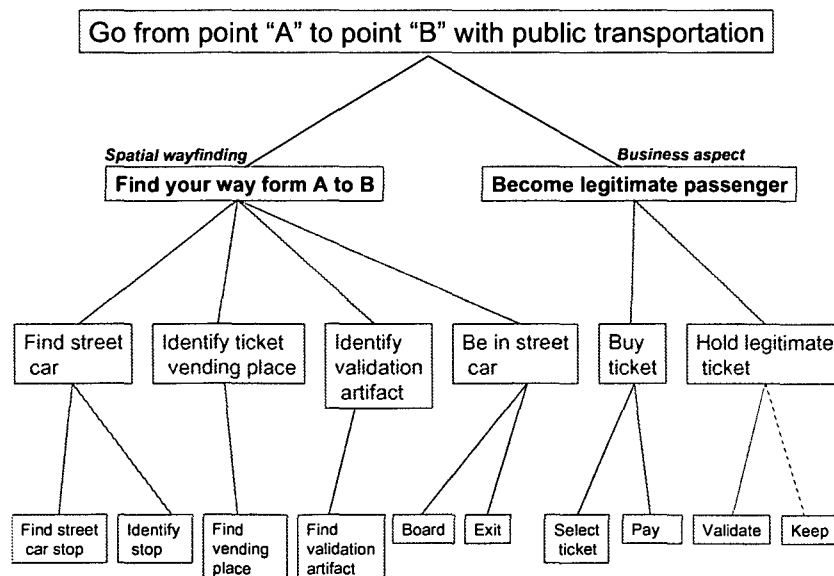 Go from point “A” to point “B” with public transportation
Spatial wayfinding
Business aspect
Find your way form A to B
Become legitimate passenger
Find street
car
Identify ticket
vending place
Identify
validation
artifact
Be in street
car
Buy
ticket
Hold legitimate
ticket
Find street
car stop
Identify
stop
Find
vending
place
Find
validation
artifact
Board
Exit
Select
ticket
Pay
Validate
Keep